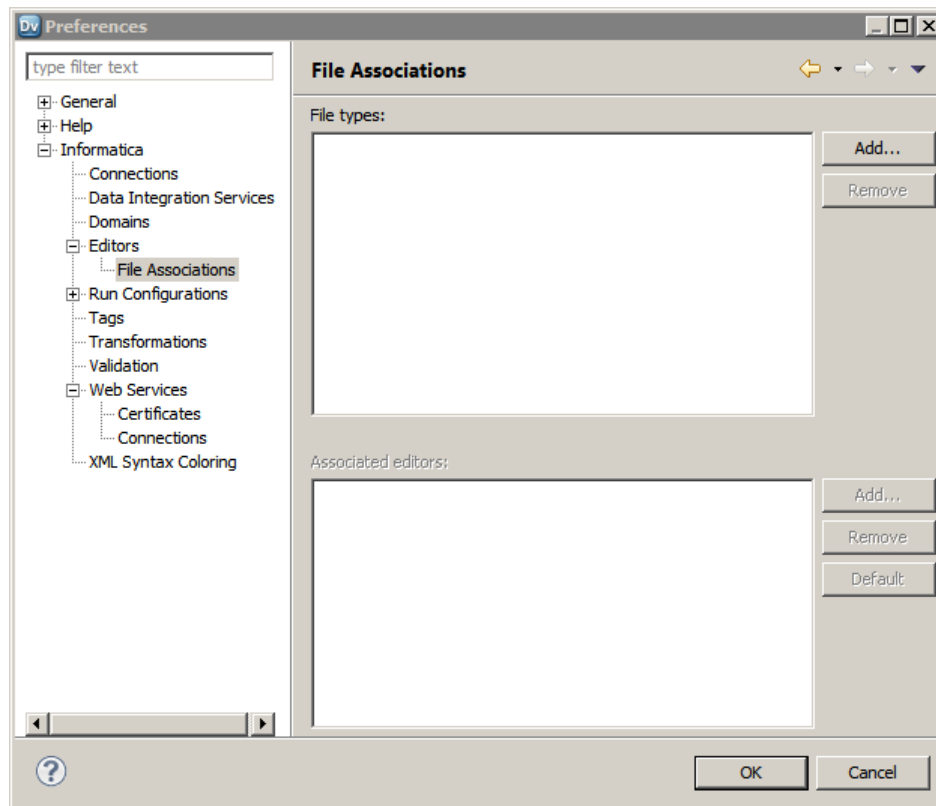 Dv Preferences
type filter text
General
Help
Informatica
Connections
Data Integration Services
Domains
Editors
File Associations
Run Configurations
Tags
Transformations
Validation
Web Services
Certificates
Connections
XML Syntax Coloring
File Associations
File types:
Add...
Remove
Associated editors:
Add...
Remove
Default
?
OK
Cancel